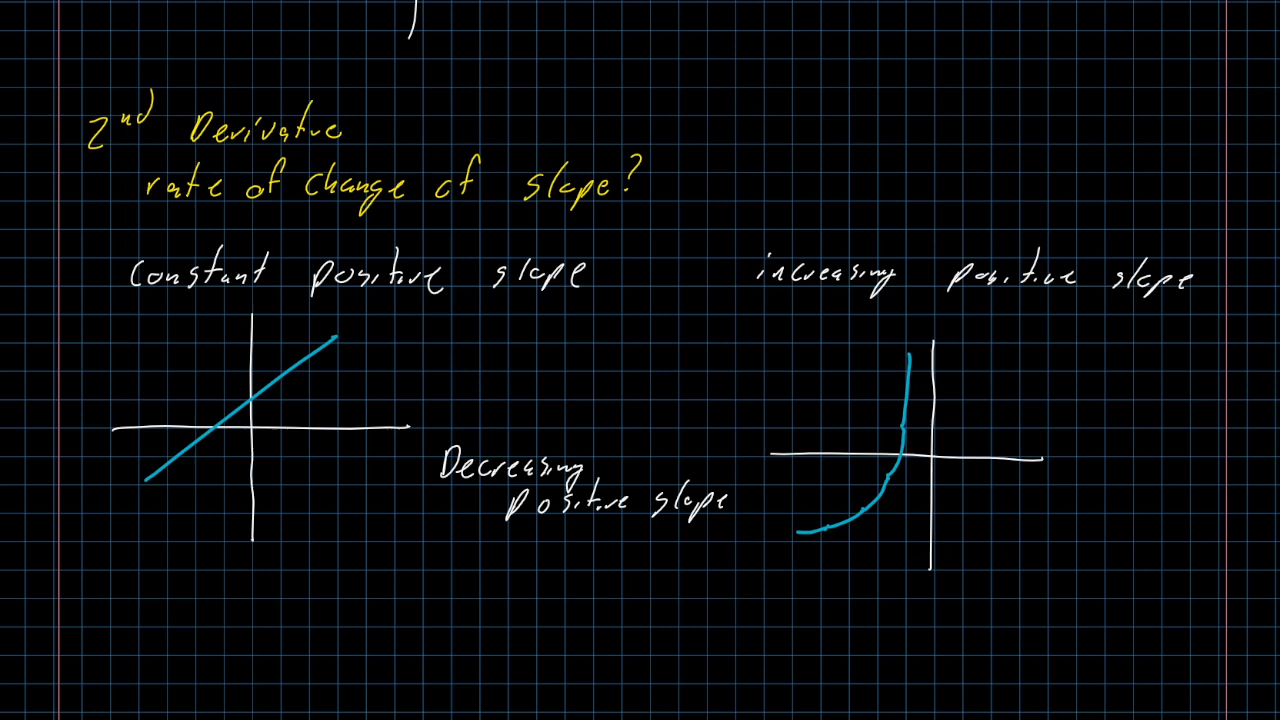 2nd Derivative
rate of change of slope?
constant positive slope
increasing positive slope
Decreasing
positive slope